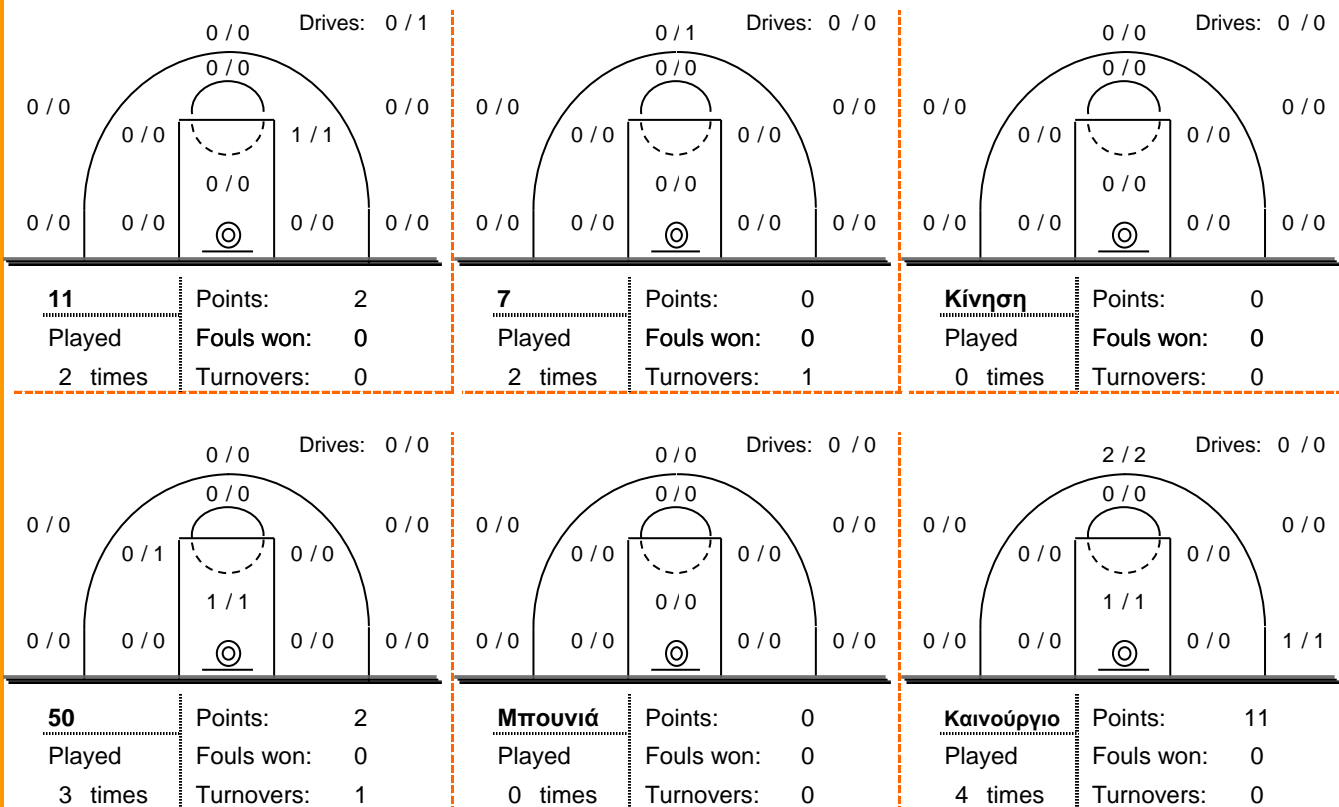 Drives: 0 / 1
0 / 0
0 / 0
0 / 0
0 / 0
0 / 0
1 / 1
0 / 0
0 / 0
0 / 0
0 / 0
0 / 0
11
Played
2 times
Points: 2
Fouls won: 0
Turnovers: 0
Drives: 0 / 0
0 / 1
0 / 0
0 / 0
0 / 0
0 / 0
0 / 0
0 / 0
0 / 0
0 / 0
0 / 0
0 / 0
7
Played
2 times
Points: 0
Fouls won: 0
Turnovers: 1
Drives: 0 / 0
0 / 0
0 / 0
0 / 0
0 / 0
0 / 0
0 / 0
0 / 0
0 / 0
0 / 0
0 / 0
0 / 0
Κίνηση
Played
0 times
Points: 0
Fouls won: 0
Turnovers: 0
Drives: 0 / 0
0 / 0
0 / 0
0 / 0
0 / 0
0 / 1
0 / 0
1 / 1
0 / 0
0 / 0
0 / 0
0 / 0
50
Played
3 times
Points: 2
Fouls won: 0
Turnovers: 1
Drives: 0 / 0
0 / 0
0 / 0
0 / 0
0 / 0
0 / 0
0 / 0
0 / 0
0 / 0
0 / 0
0 / 0
0 / 0
Μπουνιά
Played
0 times
Points: 0
Fouls won: 0
Turnovers: 0
Drives: 0 / 0
2 / 2
0 / 0
0 / 0
0 / 0
0 / 0
0 / 0
1 / 1
0 / 0
0 / 0
0 / 0
1 / 1
Καινούργιο
Played
4 times
Points: 11
Fouls won: 0
Turnovers: 0